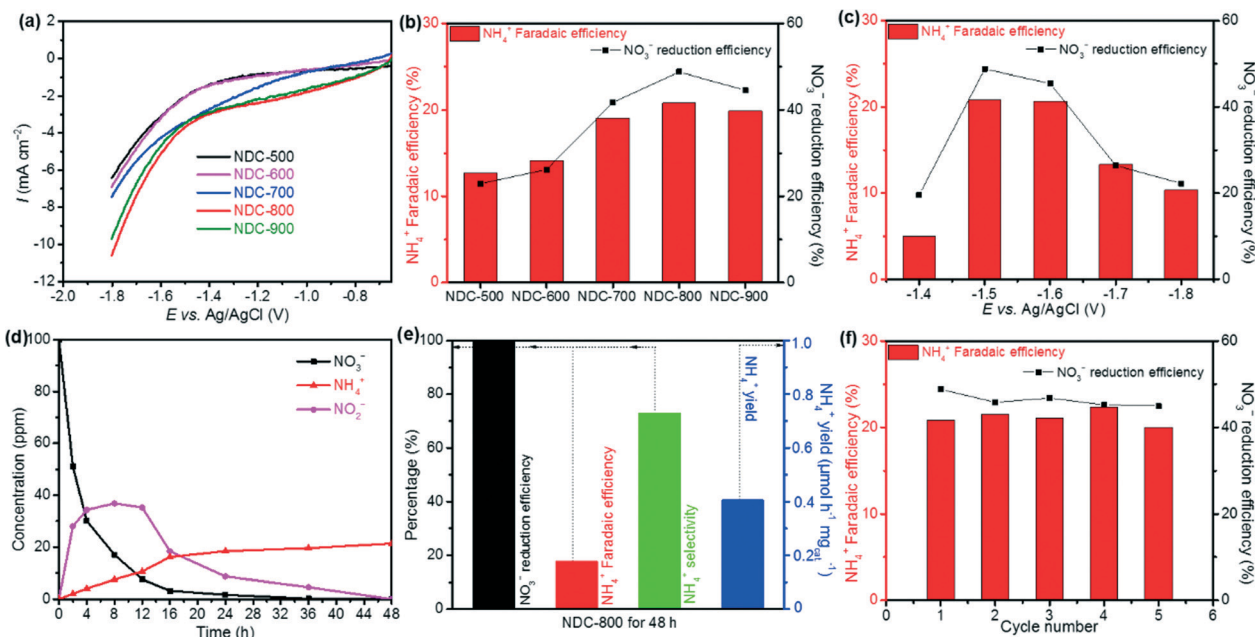 (a)
0
-2
-4
-6
-8
-10
-12
I (mA cm⁻²)
NDC-500
NDC-600
NDC-700
NDC-800
NDC-900
-2.0 -1.8 -1.6 -1.4 -1.2 -1.0 -0.8
E vs. Ag/AgCl (V)
(b)
30
20
10
0
NH₄⁺ Faradaic efficiency (%)
NH₄⁺ Faradaic efficiency
NO₃⁻ reduction efficiency
60
40
20
0
NO₃⁻ reduction efficiency (%)
NDC-500 NDC-600 NDC-700 NDC-800 NDC-900
(c)
30
20
10
0
NH₄⁺ Faradaic efficiency (%)
NH₄⁺ Faradaic efficiency
NO₃⁻ reduction efficiency
60
50
40
30
20
10
0
NO₃⁻ reduction efficiency (%)
-1.4 -1.5 -1.6 -1.7 -1.8
E vs. Ag/AgCl (V)
(d)
100
80
60
40
20
0
Concentration (ppm)
NO₃⁻
NH₄⁺
NO₂⁻
0 4 8 12 16 20 24 28 32 36 40 44 48
Time (h)
(e)
100
80
60
40
20
0
Percentage (%)
NO₃⁻ reduction efficiency
NH₄⁺ Faradaic efficiency
NH₄⁺ selectivity
NH₄⁺ yield
1.0
0.8
0.6
0.4
0.2
0.0
NH₄⁺ yield (μmol h⁻¹ mg_cat.⁻¹)
NDC-800 for 48 h
(f)
30
20
10
0
NH₄⁺ Faradaic efficiency (%)
NH₄⁺ Faradaic efficiency
NO₃⁻ reduction efficiency
60
40
20
0
NO₃⁻ reduction efficiency (%)
0 1 2 3 4 5 6
Cycle number